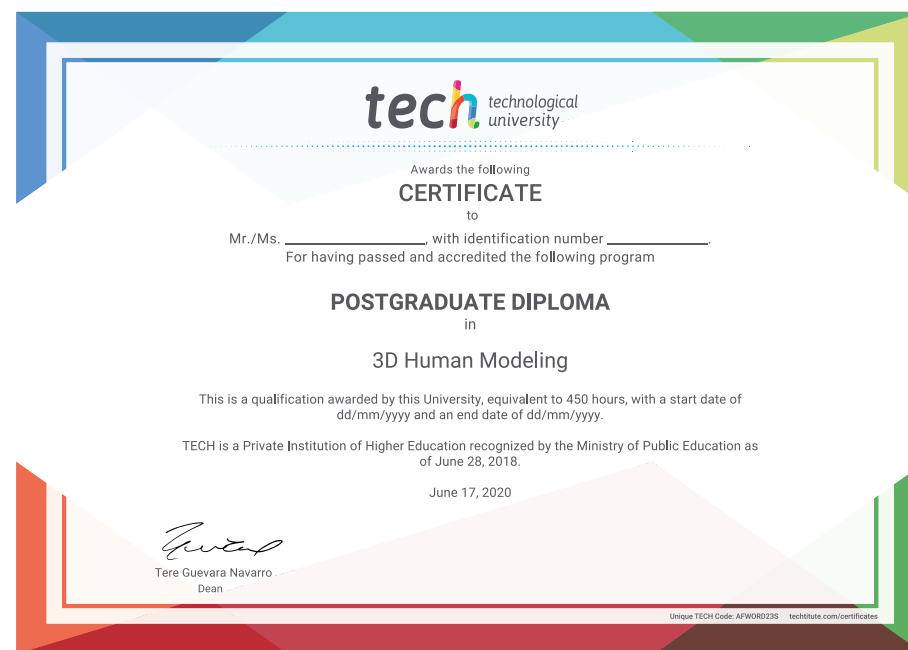 tech technological
university
Awards the following
CERTIFICATE
to
Mr./Ms. ____________________, with identification number ______________.
For having passed and accredited the following program
POSTGRADUATE DIPLOMA
in
3D Human Modeling
This is a qualification awarded by this University, equivalent to 450 hours, with a start date of
dd/mm/yyyy and an end date of dd/mm/yyyy.
TECH is a Private Institution of Higher Education recognized by the Ministry of Public Education as
of June 28, 2018.
June 17, 2020
Tere Guevara Navarro
Dean
Unique TECH Code: AFWORD23S techtitute.com/certificates